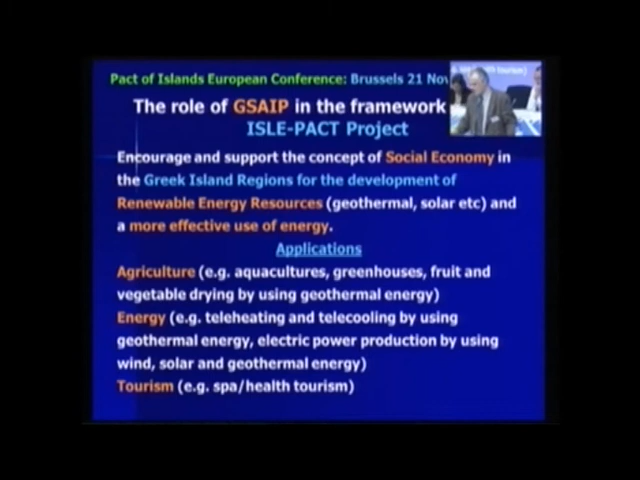 Pact of Islands European Conference: Brussels 21 Nov
The role of GSAIP in the framework
ISLE-PACT Project
Encourage and support the concept of Social Economy in
the Greek Island Regions for the development of
Renewable Energy Resources (geothermal, solar etc) and
a more effective use of energy.
Applications
Agriculture (e.g. aquacultures, greenhouses, fruit and
vegetable drying by using geothermal energy)
Energy (e.g. teleheating and telecooling by using
geothermal energy, electric power production by using
wind, solar and geothermal energy)
Tourism (e.g. spa/health tourism)